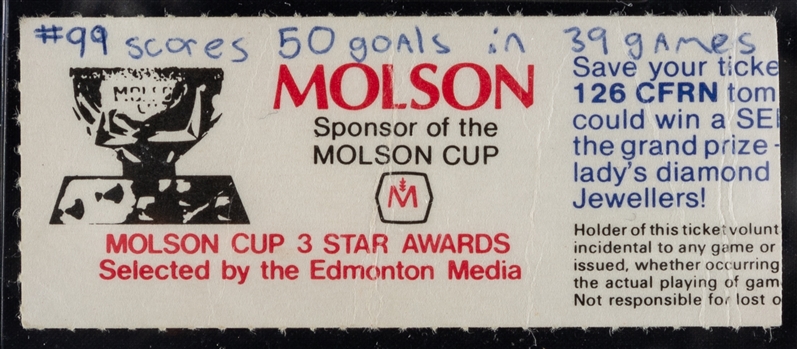 #99 scores 50 goals in 39 games
MOLSON CUP
MOLSON
Sponsor of the
MOLSON CUP
M
MOLSON CUP 3 STAR AWARDS
Selected by the Edmonton Media
Save your ticke
126 CFRN tom
could win a SEI
the grand prize -
lady's diamond
Jewellers!
Holder of this ticket volunt
incidental to any game or
issued, whether occurring
the actual playing of gam
Not responsible for lost o